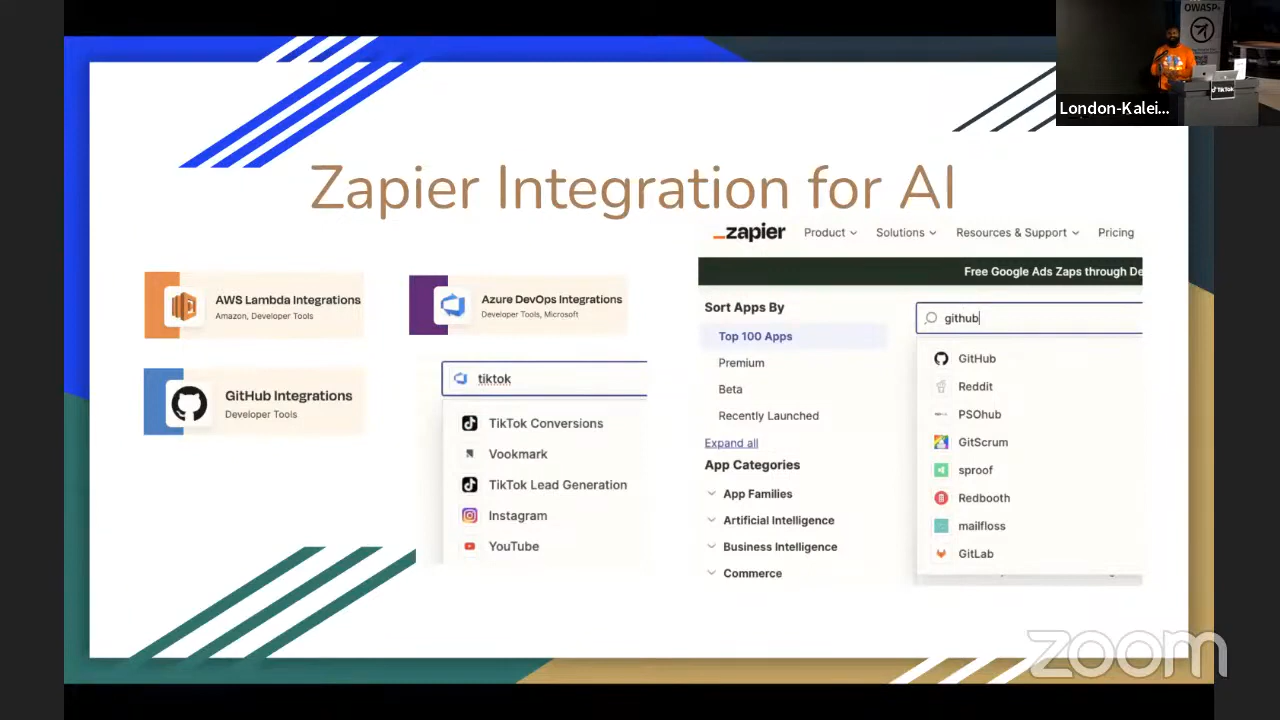 OWASP
TikTok
London-Kalei...
Zapier Integration for AI
AWS Lambda Integrations
Amazon, Developer Tools
Azure DevOps Integrations
Developer Tools, Microsoft
GitHub Integrations
Developer Tools
tiktok
TikTok Conversions
Vookmark
TikTok Lead Generation
Instagram
YouTube
zapier
Product
Solutions
Resources & Support
Pricing
Free Google Ads Zaps through De
Sort Apps By
Top 100 Apps
Premium
Beta
Recently Launched
Expand all
App Categories
App Families
Artificial Intelligence
Business Intelligence
Commerce
github
GitHub
Reddit
PSOhub
GitScrum
sproof
Redbooth
mailfloss
GitLab
zoom